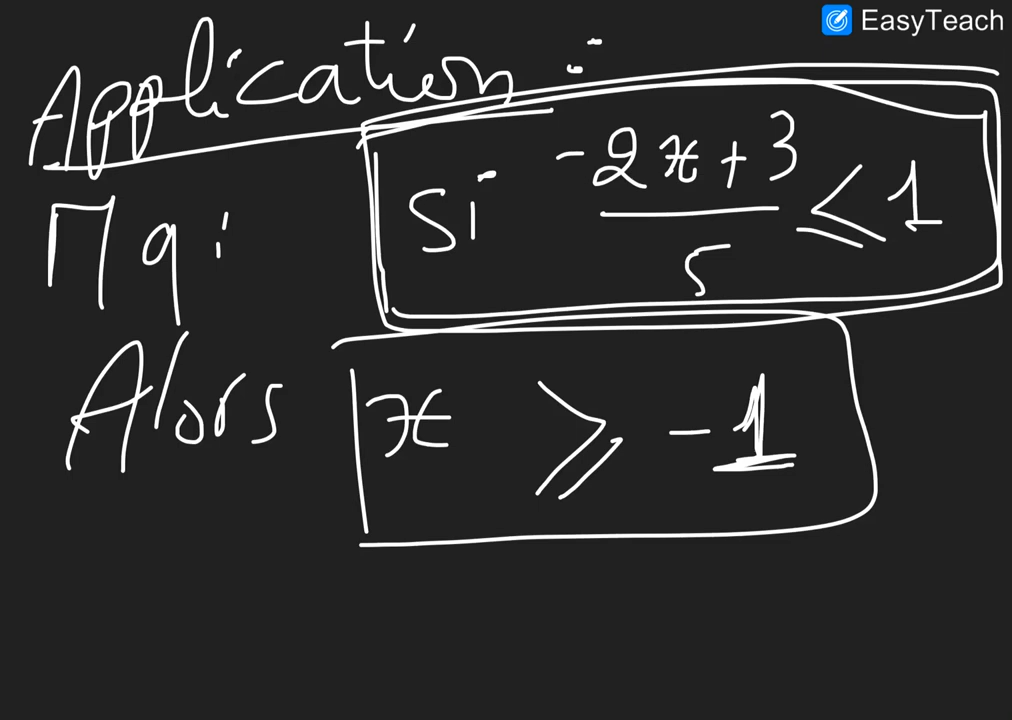 EasyTeach
Application :
Mq : Si -2x+3/5 ≤ 1
Alors x ≥ -1